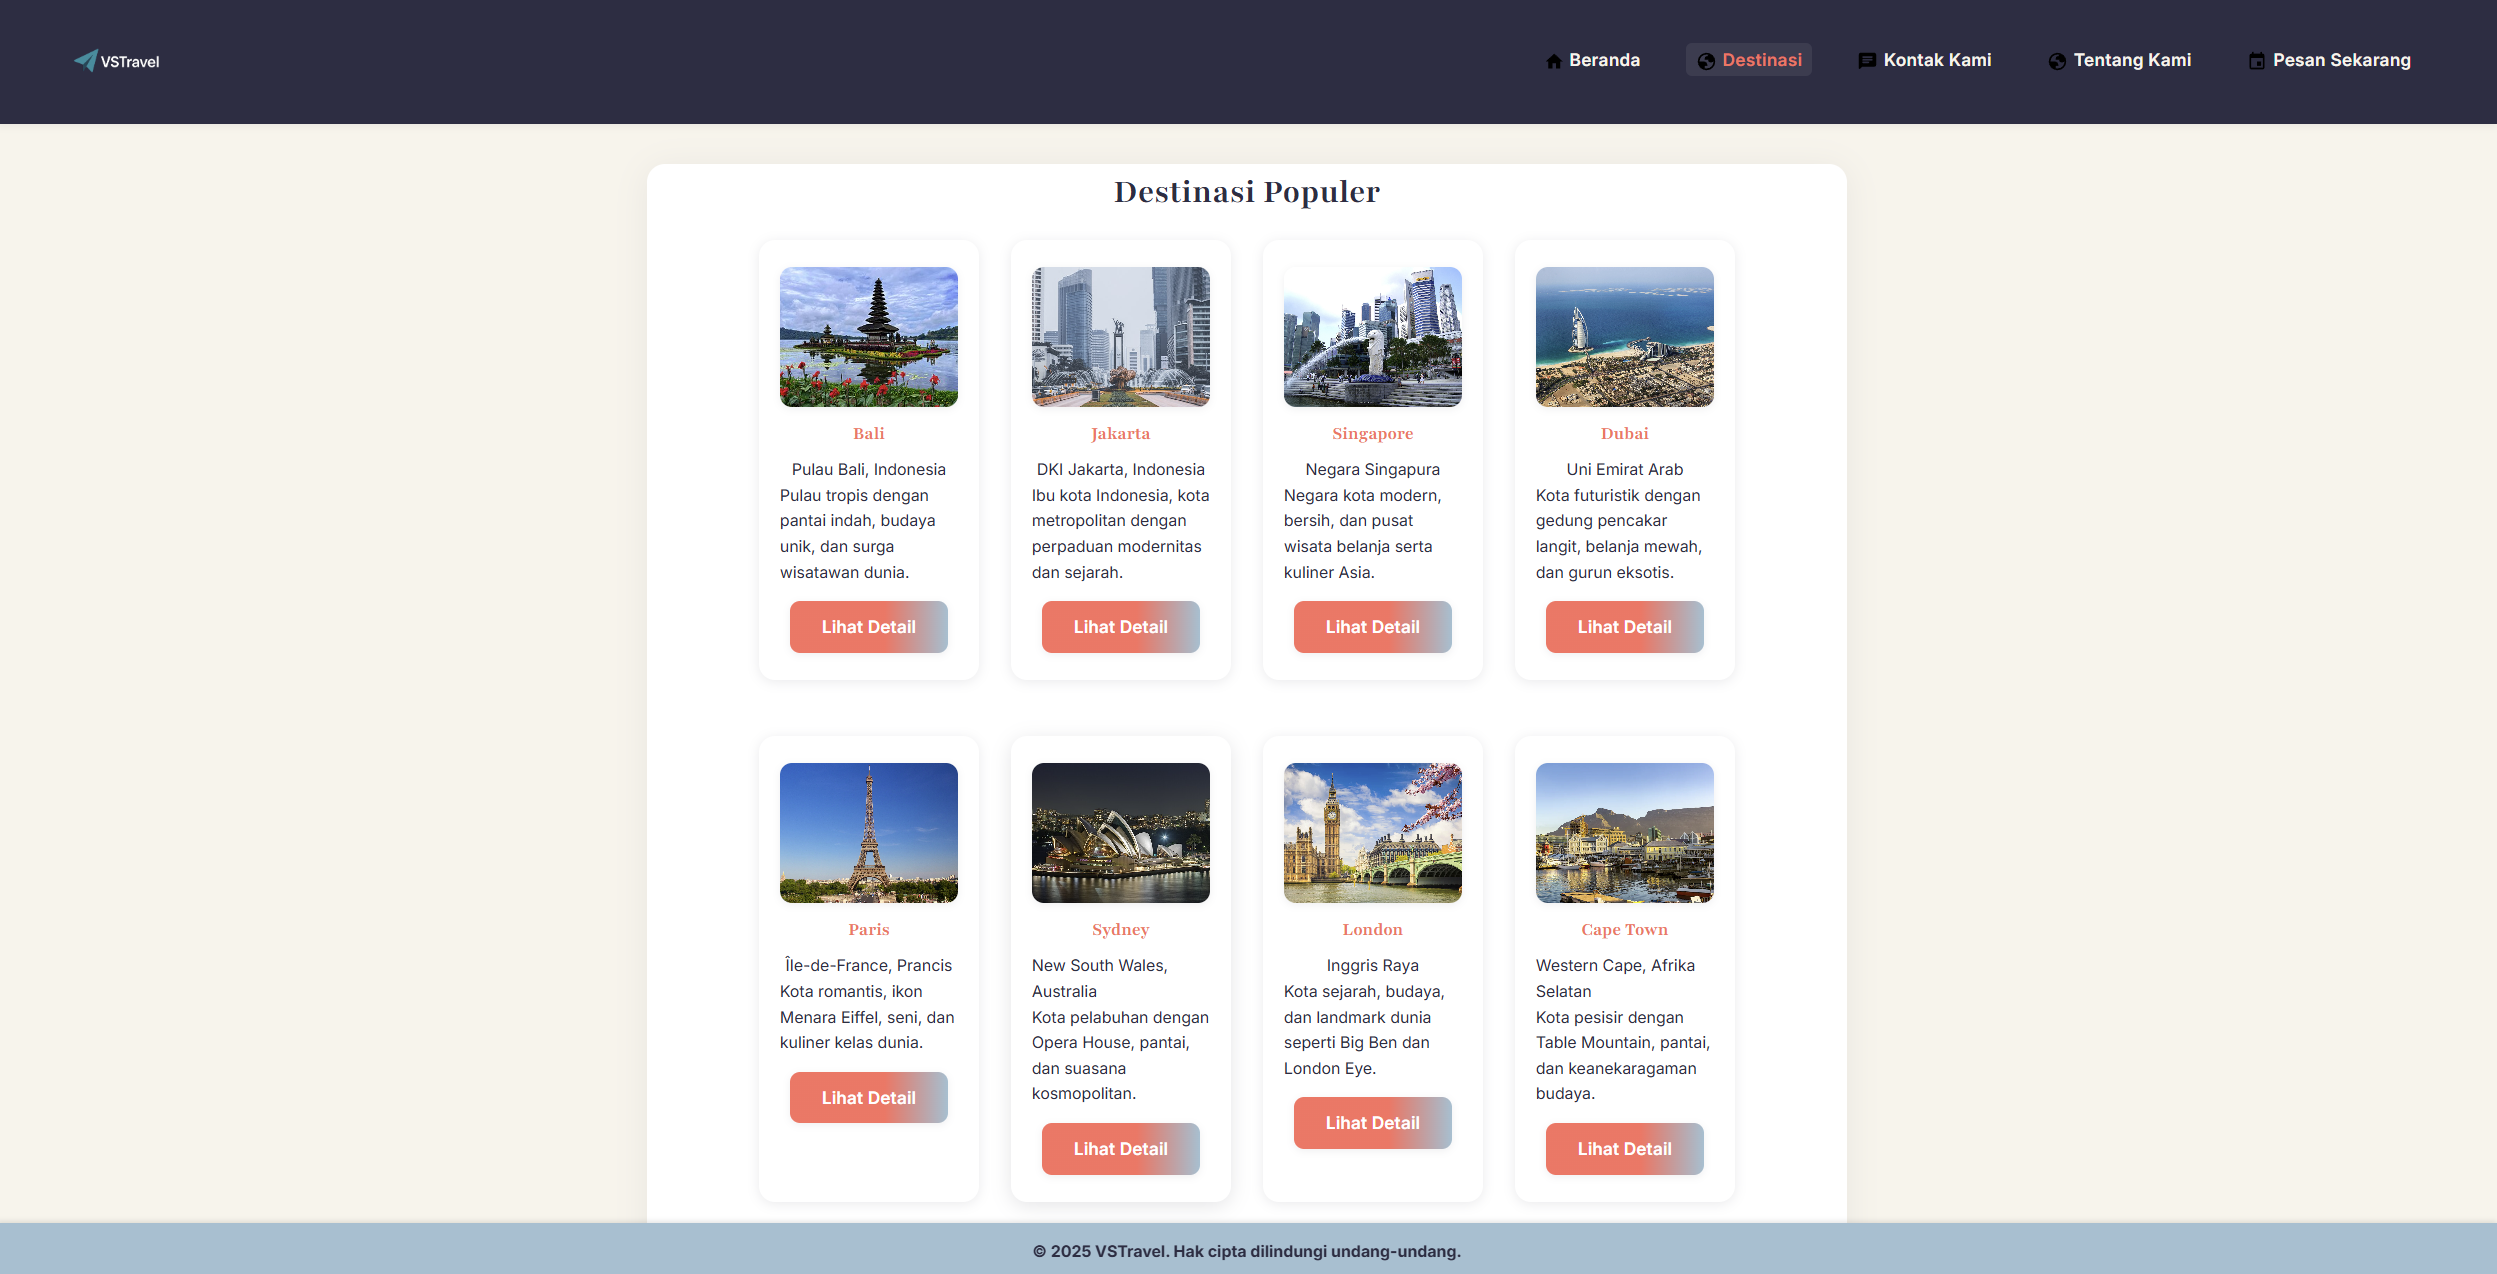 VSTravel
Beranda
Destinasi
Kontak Kami
Tentang Kami
Pesan Sekarang
Destinasi Populer
Bali
Pulau Bali, Indonesia
Pulau tropis dengan
pantai indah, budaya
unik, dan surga
wisatawan dunia.
Lihat Detail
Jakarta
DKI Jakarta, Indonesia
Ibu kota Indonesia, kota
metropolitan dengan
perpaduan modernitas
dan sejarah.
Lihat Detail
Singapore
Negara Singapura
Negara kota modern,
bersih, dan pusat
wisata belanja serta
kuliner Asia.
Lihat Detail
Dubai
Uni Emirat Arab
Kota futuristik dengan
gedung pencakar
langit, belanja mewah,
dan gurun eksotis.
Lihat Detail
Paris
Île-de-France, Prancis
Kota romantis, ikon
Menara Eiffel, seni, dan
kuliner kelas dunia.
Lihat Detail
Sydney
New South Wales,
Australia
Kota pelabuhan dengan
Opera House, pantai,
dan suasana
kosmopolitan.
Lihat Detail
London
Inggris Raya
Kota sejarah, budaya,
dan landmark dunia
seperti Big Ben dan
London Eye.
Lihat Detail
Cape Town
Western Cape, Afrika
Selatan
Kota pesisir dengan
Table Mountain, pantai,
dan keanekaragaman
budaya.
Lihat Detail
© 2025 VSTravel. Hak cipta dilindungi undang-undang.